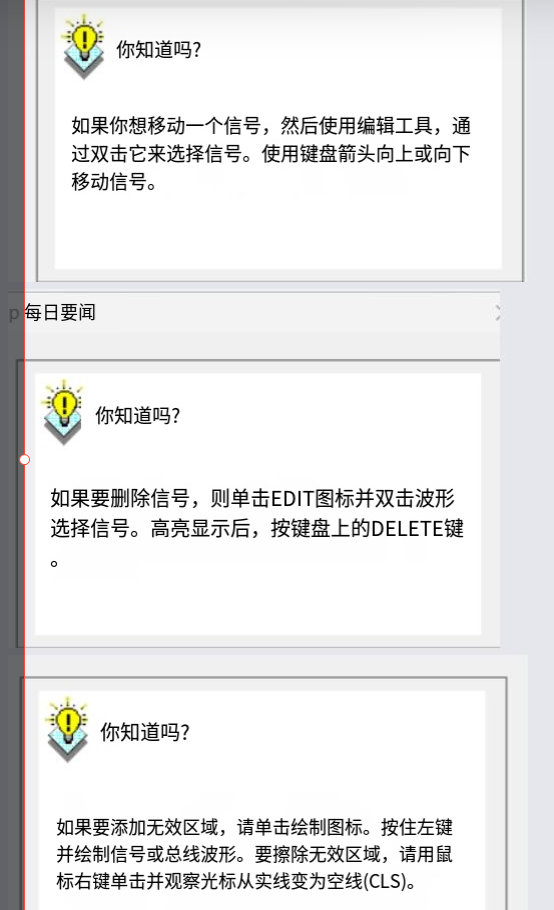 你知道吗?
如果你想移动一个信号，然后使用编辑工具，通
过双击它来选择信号。使用键盘箭头向上或向下
移动信号。
p 每日要闻
你知道吗?
如果要删除信号，则单击EDIT图标并双击波形
选择信号。高亮显示后，按键盘上的DELETE键
。
你知道吗?
如果要添加无效区域，请单击绘制图标。按住左键
并绘制信号或总线波形。要擦除无效区域，请用鼠
标右键单击并观察光标从实线变为空线(CLS)。